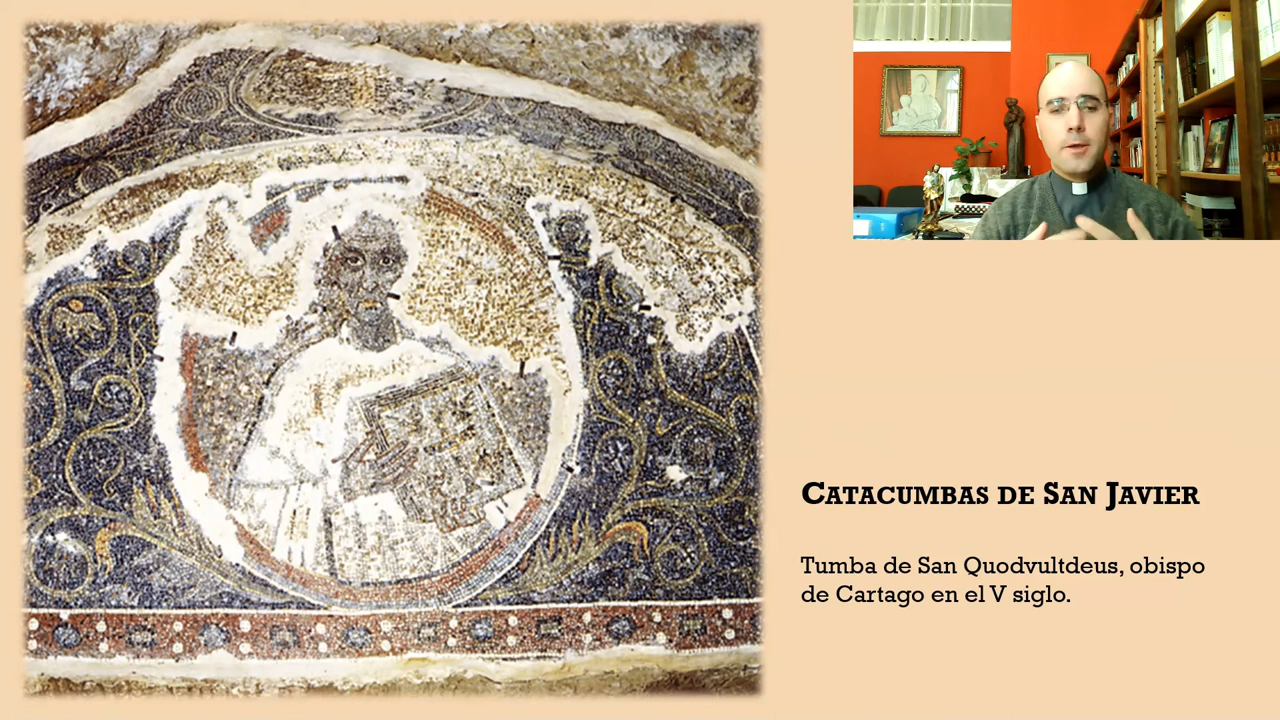 CATACUMBAS DE SAN JAVIER
Tumba de San Quodvultdeus, obispo
de Cartago en el V siglo.